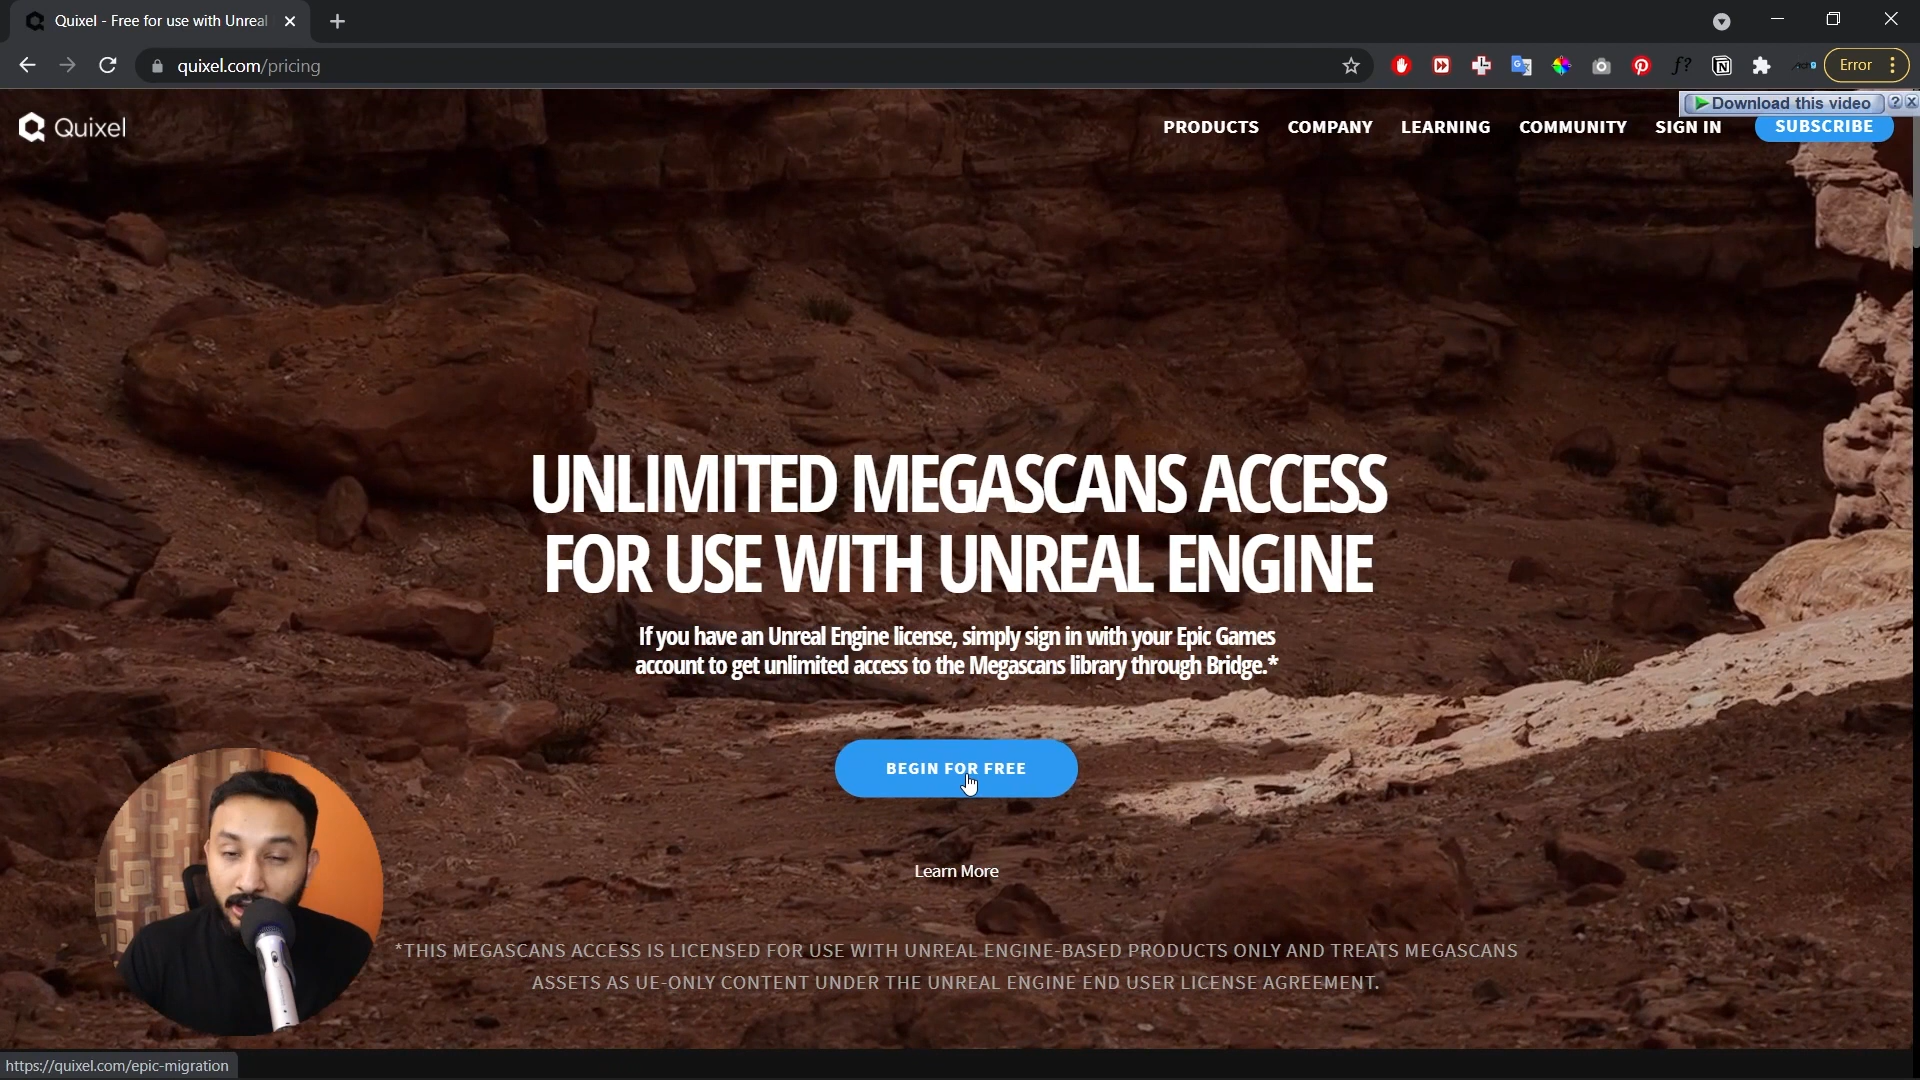 Quixel - Free for use with Unreal
quixel.com/pricing
Error
Download this video
Quixel
PRODUCTS
COMPANY
LEARNING
COMMUNITY
SIGN IN
SUBSCRIBE
UNLIMITED MEGASCANS ACCESS
FOR USE WITH UNREAL ENGINE
If you have an Unreal Engine license, simply sign in with your Epic Games
account to get unlimited access to the Megascans library through Bridge.*
BEGIN FOR FREE
Learn More
*THIS MEGASCANS ACCESS IS LICENSED FOR USE WITH UNREAL ENGINE-BASED PRODUCTS ONLY AND TREATS MEGASCANS
ASSETS AS UE-ONLY CONTENT UNDER THE UNREAL ENGINE END USER LICENSE AGREEMENT.
https://quixel.com/epic-migration